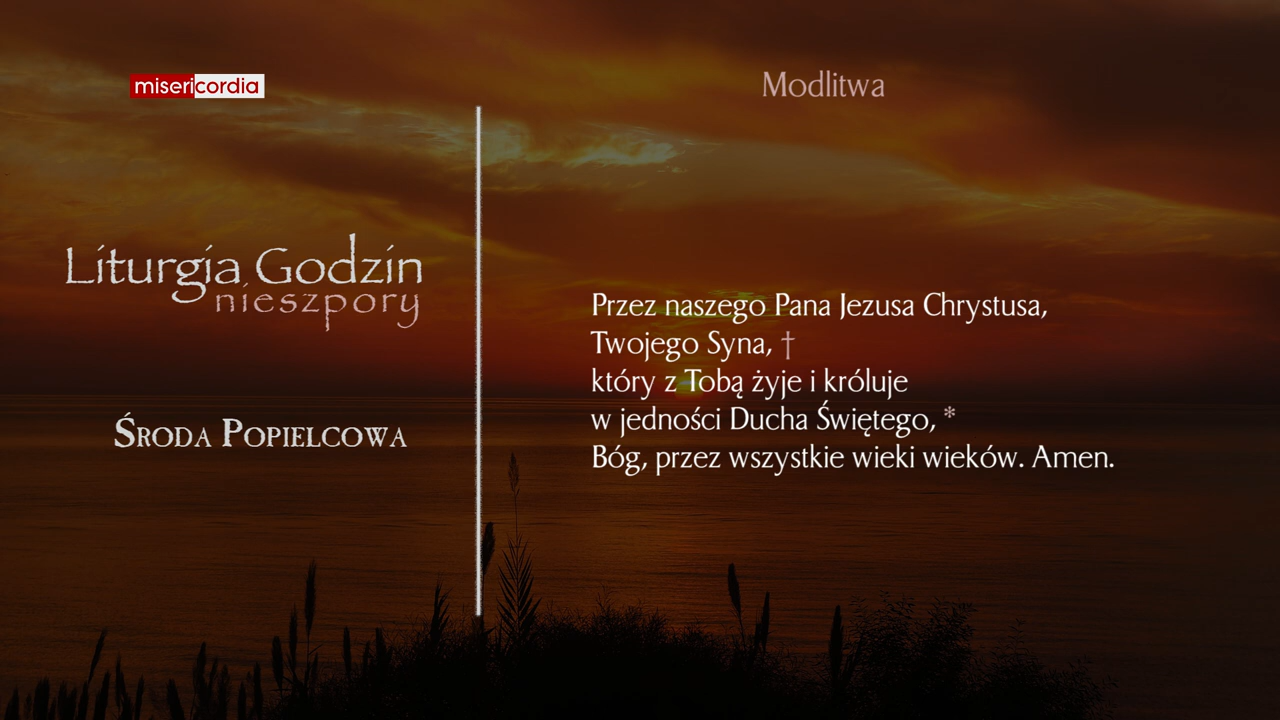 misericordia
Modlitwa
Liturgia Godzin
nieszpory
Środa Popielcowa
Przez naszego Pana Jezusa Chrystusa,
Twojego Syna, †
który z Tobą żyje i króluje
w jedności Ducha Świętego, *
Bóg, przez wszystkie wieki wieków. Amen.